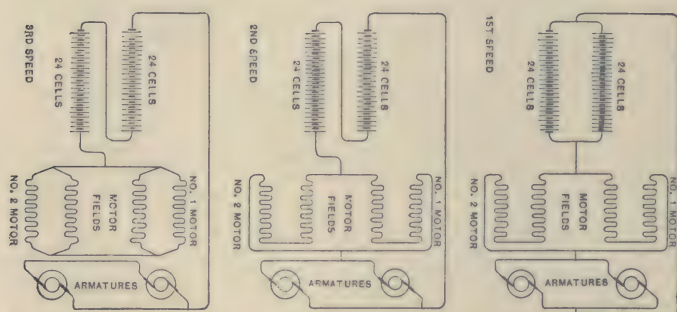 3RD SPEED
24 CELLS
24 CELLS
NO. 1 MOTOR
MOTOR
FIELDS
NO. 2 MOTOR
ARMATURES
2ND SPEED
24 CELLS
24 CELLS
NO. 1 MOTOR
MOTOR
FIELDS
NO. 2 MOTOR
ARMATURES
1ST SPEED
24 CELLS
24 CELLS
NO. 1 MOTOR
MOTOR
FIELDS
NO. 2 MOTOR
ARMATURES